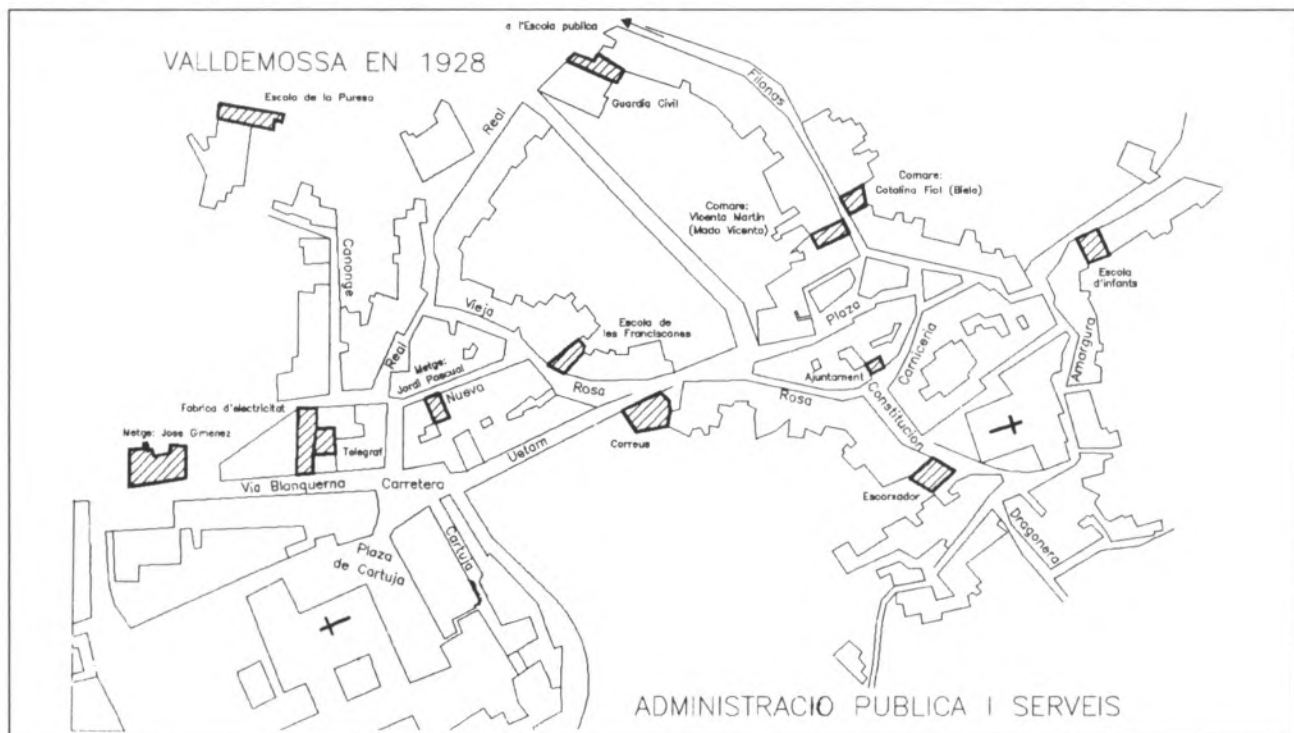 a l'Escola publica
VALLDEMOSSA EN 1928
Escola de la Puresa
Guardia Civil
Filonas
Real
Comare:
Catalina Fiol (Biela)
Comare:
Vicenta Martín
(Mado Vicenta)
Canonge
Escola
d'infants
Vieja
Plaza
Escola de
les Franciscanes
Real
Metge:
Jordi Pascual
Nueva
Rosa
Rosa
Ajuntament
Carniceria
Amargura
Constitucion
Fabrica d'electricitat
Metge: Jose Gimenez
Telegraf
Uetam
Correus
Via Blanquerna
Carretera
Escorxador
Dragonera
Plaza
de Cartuja
Cartuja
ADMINISTRACIO PUBLICA I SERVEIS